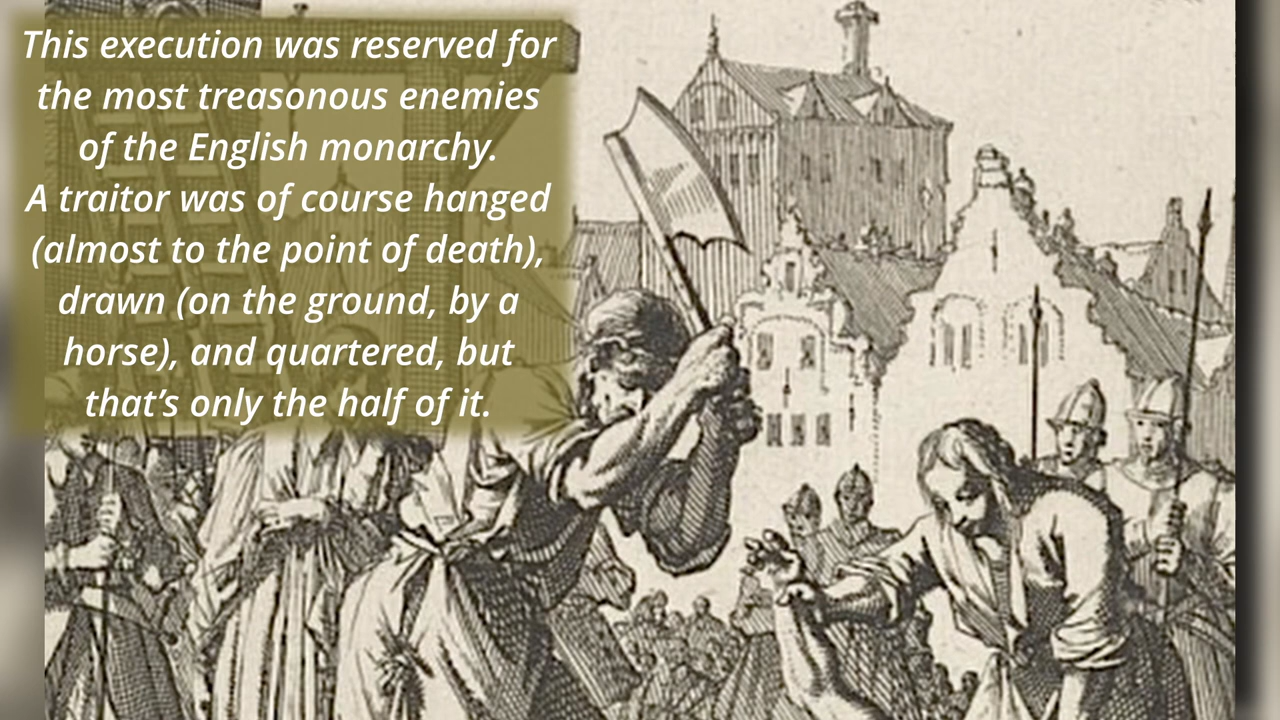 This execution was reserved for
the most treasonous enemies
of the English monarchy.
A traitor was of course hanged
(almost to the point of death),
drawn (on the ground, by a
horse), and quartered, but
that’s only the half of it.